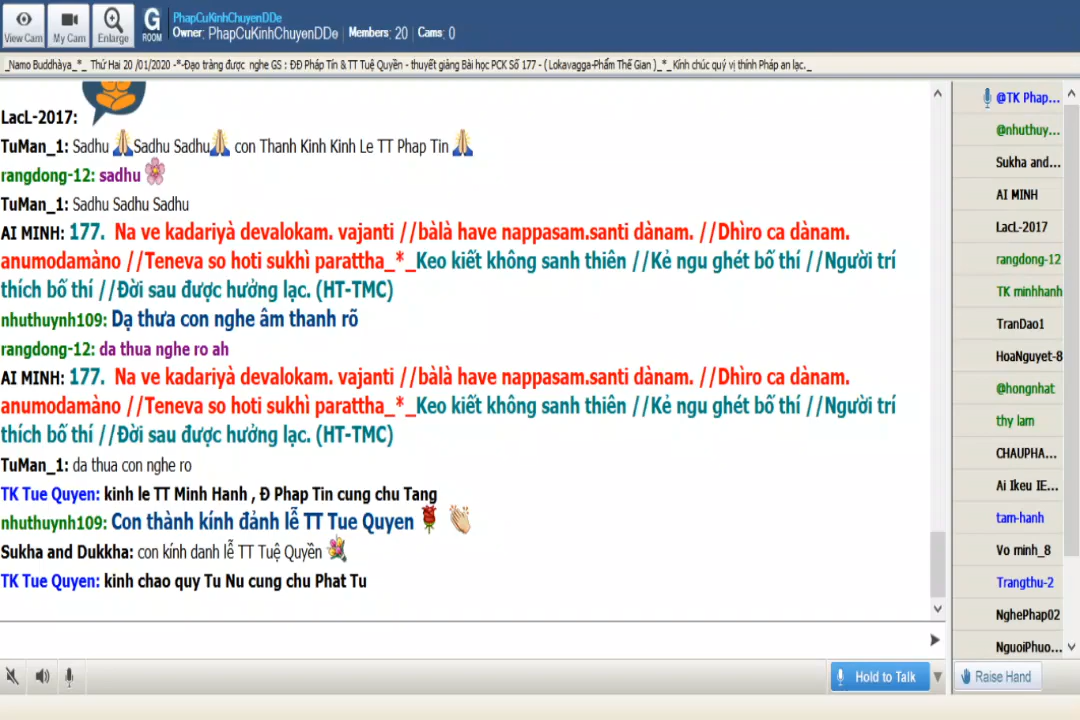 PhapCuKinhChuyenDDe
View Cam My Cam Enlarge G ROOM Owner: PhapCuKinhChuyenDDe Members: 20 Cams: 0
_Namo Buddhàya_*_ Thứ Hai 20 /01/2020 -*-Đạo tràng được nghe GS : ĐĐ Pháp Tín & TT Tuệ Quyền - thuyết giảng Bài học PCK Số 177 - ( Lokavagga-Phẩm Thế Gian )_*_Kính chúc quý vị thính Pháp an lạc._
LacL-2017:
TuMan_1: Sadhu Sadhu Sadhu con Thanh Kinh Kinh Le TT Phap Tin
rangdong-12: sadhu
TuMan_1: Sadhu Sadhu Sadhu
AI MINH: 177. Na ve kadariyà devalokam. vajanti //bàlà have nappasam.santi dànam. //Dhìro ca dànam.
anumodamàno //Teneva so hoti sukhì parattha_*_Keo kiết không sanh thiên //Kẻ ngu ghét bố thí //Người trí
thích bố thí //Đời sau được hưởng lạc. (HT-TMC)
nhuthuynh109: Dạ thưa con nghe âm thanh rõ
rangdong-12: da thua nghe ro ah
AI MINH: 177. Na ve kadariyà devalokam. vajanti //bàlà have nappasam.santi dànam. //Dhìro ca dànam.
anumodamàno //Teneva so hoti sukhì parattha_*_Keo kiết không sanh thiên //Kẻ ngu ghét bố thí //Người trí
thích bố thí //Đời sau được hưởng lạc. (HT-TMC)
TuMan_1: da thua con nghe ro
TK Tue Quyen: kinh le TT Minh Hanh , Đ Phap Tin cung chu Tang
nhuthuynh109: Con thành kính đảnh lễ TT Tue Quyen
Sukha and Dukkha: con kính danh lễ TT Tuệ Quyền
TK Tue Quyen: kinh chao quy Tu Nu cung chu Phat Tu
@TK Phap...
@nhuthuy...
Sukha and...
AI MINH
LacL-2017
rangdong-12
TK minhhanh
TranDao1
HoaNguyet-8
@hongnhat
thy lam
CHAUPHA...
Ai Ikeu IE...
tam-hanh
Vo minh_8
Trangthu-2
NghePhap02
NguoiPhuo...
Hold to Talk
Raise Hand